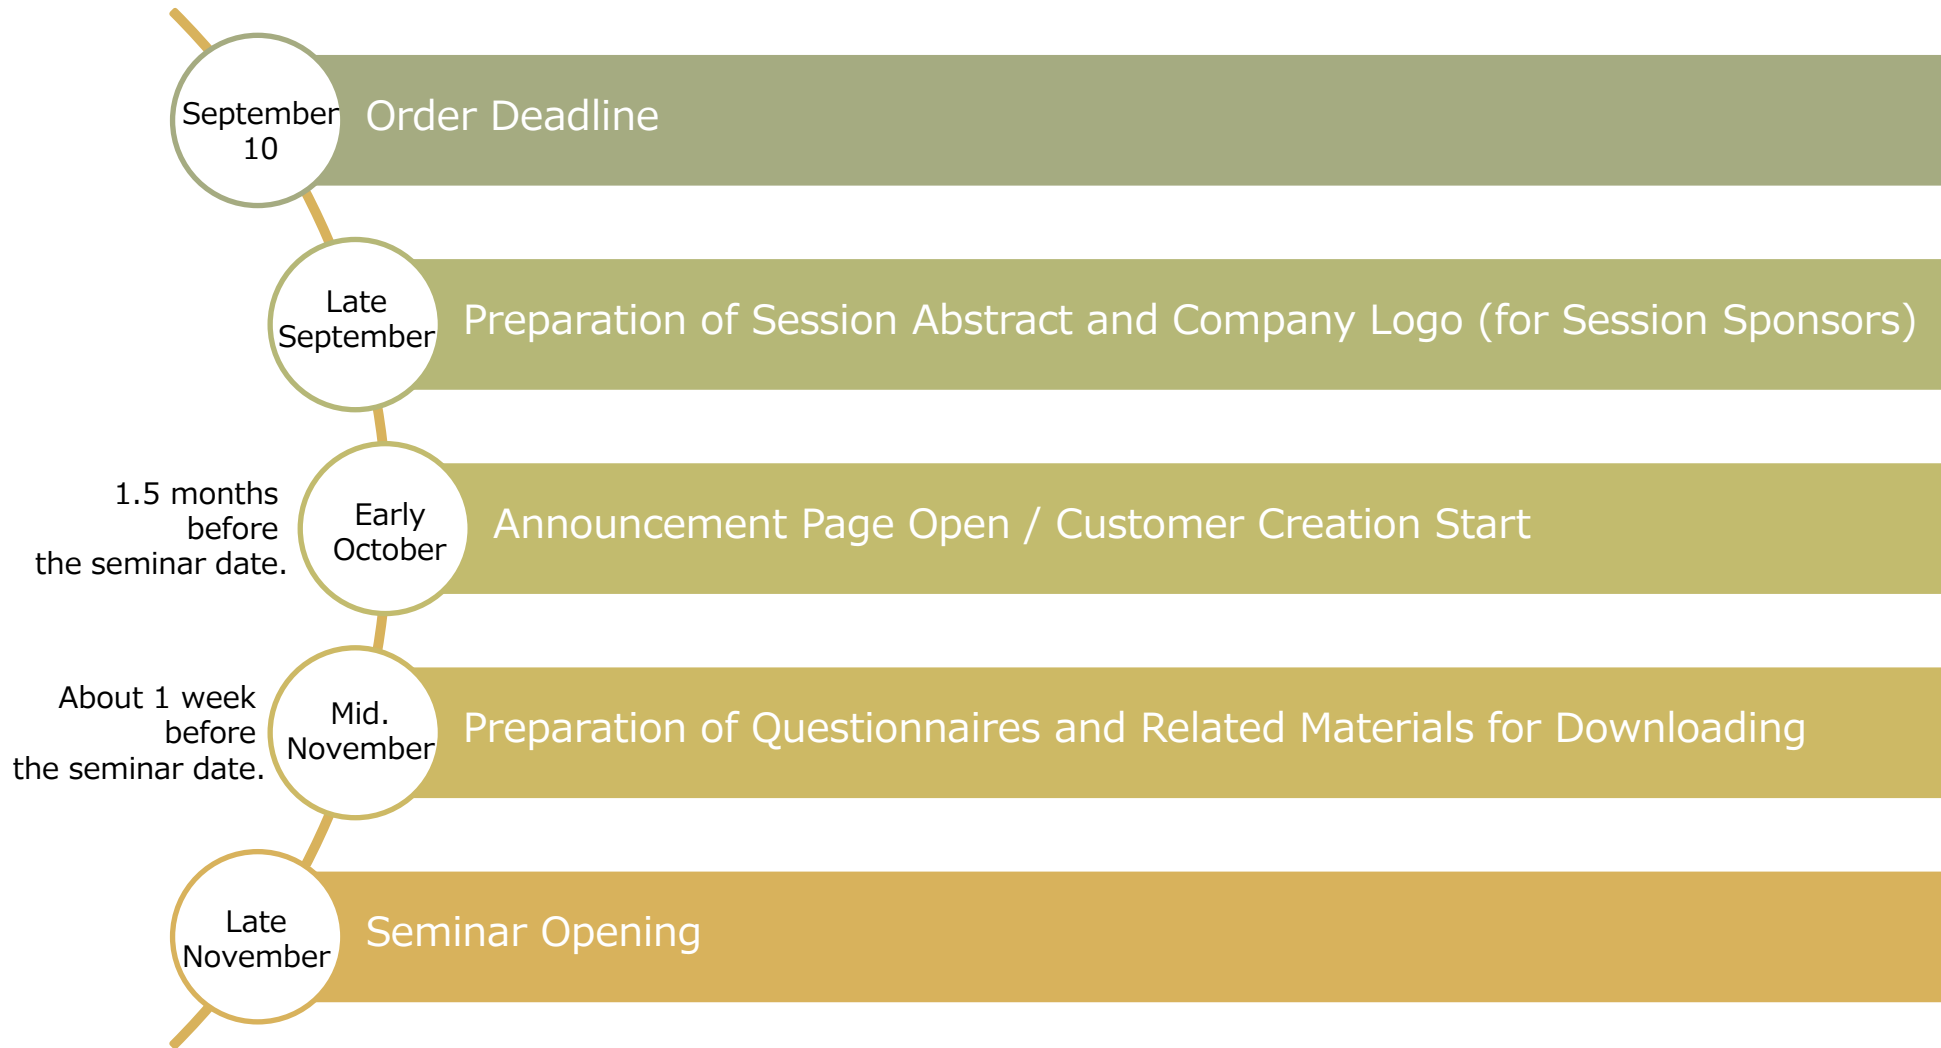 September
10
Order Deadline
Late
September
Preparation of Session Abstract and Company Logo (for Session Sponsors)
1.5 months
before
the seminar date.
Early
October
Announcement Page Open / Customer Creation Start
About 1 week
before
the seminar date.
Mid.
November
Preparation of Questionnaires and Related Materials for Downloading
Late
November
Seminar Opening